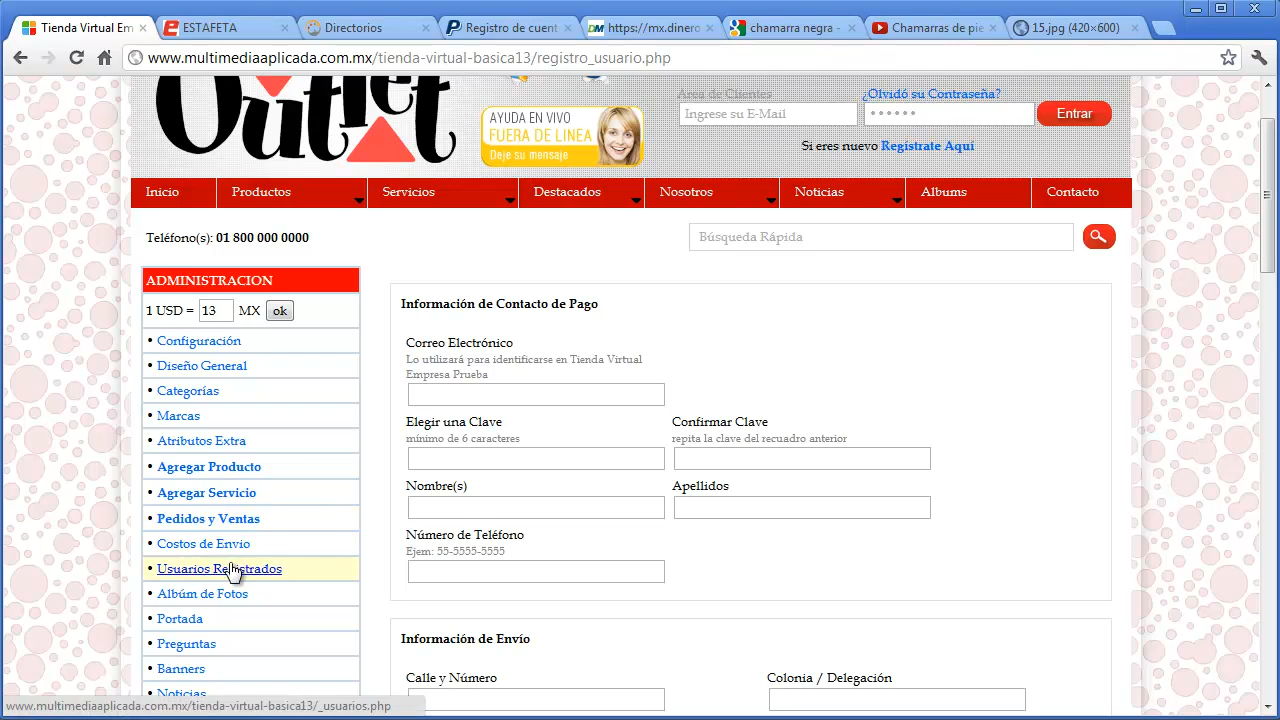 Tienda Virtual Em
ESTAFETA
Directorios
Registro de cuent
https://mx.dinero
chamarra negra -
Chamarras de pie
15.jpg (420×600)
www.multimediaaplicada.com.mx/tienda-virtual-basica13/registro_usuario.php
Outlet
AYUDA EN VIVO
FUERA DE LINEA
Deje su mensaje
Area de Clientes
¿Olvidó su Contraseña?
Ingrese su E-Mail
Entrar
Si eres nuevo Registrate Aquí
Inicio
Productos
Servicios
Destacados
Nosotros
Noticias
Albums
Contacto
Teléfono(s): 01 800 000 0000
Búsqueda Rápida
ADMINISTRACION
1 USD = 13 MX ok
• Configuración
• Diseño General
• Categorías
• Marcas
• Atributos Extra
• Agregar Producto
• Agregar Servicio
• Pedidos y Ventas
• Costos de Envio
• Usuarios Registrados
• Albúm de Fotos
• Portada
• Preguntas
• Banners
• Noticias
Información de Contacto de Pago
Correo Electrónico
Lo utilizará para identificarse en Tienda Virtual
Empresa Prueba
Elegir una Clave
mínimo de 6 caracteres
Confirmar Clave
repita la clave del recuadro anterior
Nombre(s)
Apellidos
Número de Teléfono
Ejem: 55-5555-5555
Información de Envío
Calle y Número
Colonia / Delegación
www.multimediaaplicada.com.mx/tienda-virtual-basica13/_usuarios.php